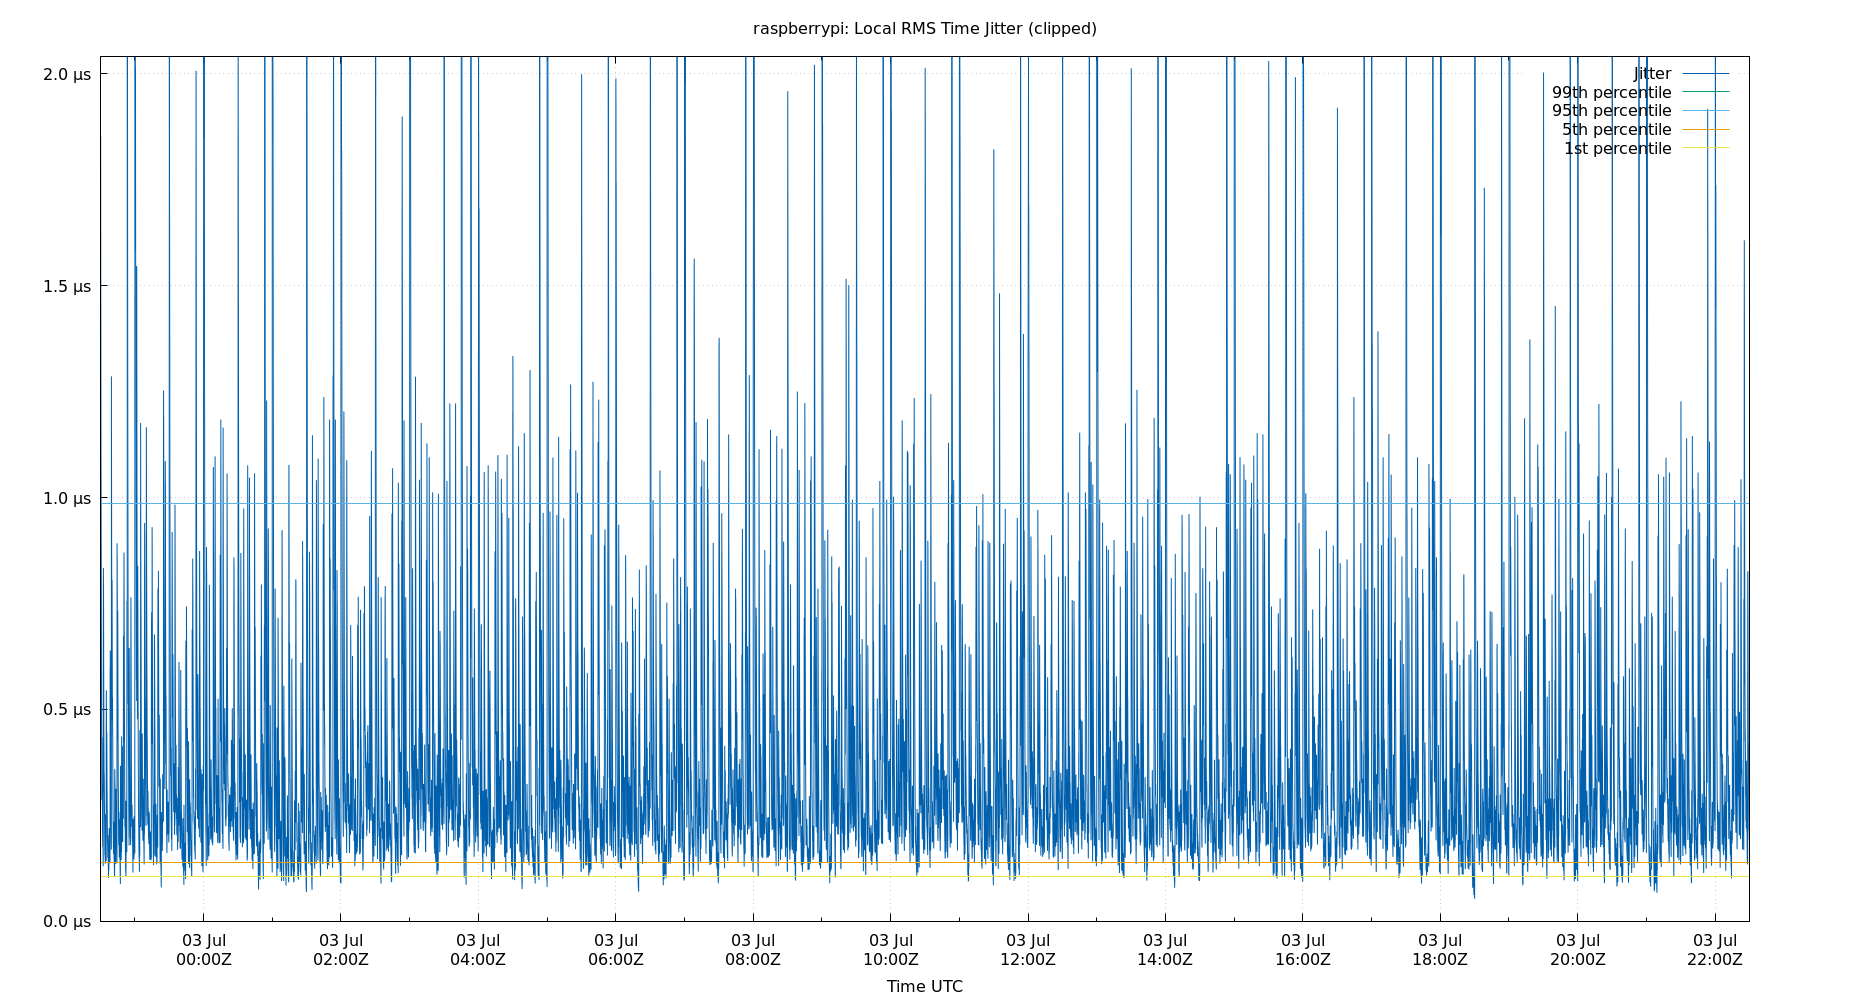 raspberrypi: Local RMS Time Jitter (clipped)
2.0 µs
1.5 µs
1.0 µs
0.5 µs
0.0 µs
Jitter
99th percentile
95th percentile
5th percentile
1st percentile
03 Jul 03 Jul 03 Jul 03 Jul 03 Jul 03 Jul 03 Jul 03 Jul 03 Jul 03 Jul 03 Jul 03 Jul
00:00Z 02:00Z 04:00Z 06:00Z 08:00Z 10:00Z 12:00Z 14:00Z 16:00Z 18:00Z 20:00Z 22:00Z
Time UTC